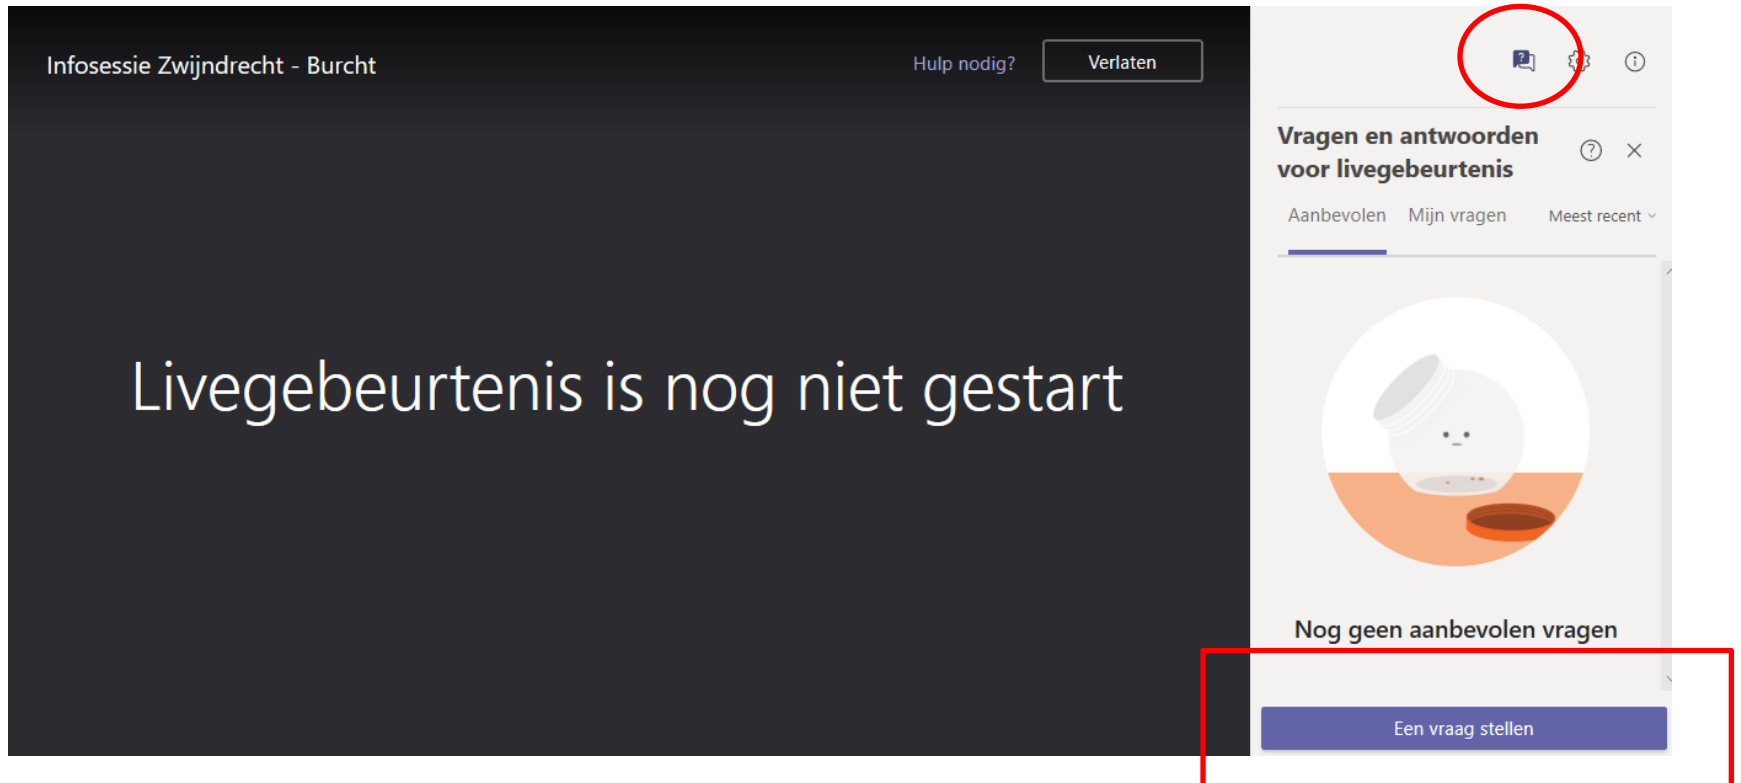 Infosessie Zwijndrecht - Burcht
Hulp nodig?
Verlaten
Vragen en antwoorden
voor livegebeurtenis
Aanbevolen
Mijn vragen
Meest recent
Livegebeurtenis is nog niet gestart
Nog geen aanbevolen vragen
Een vraag stellen